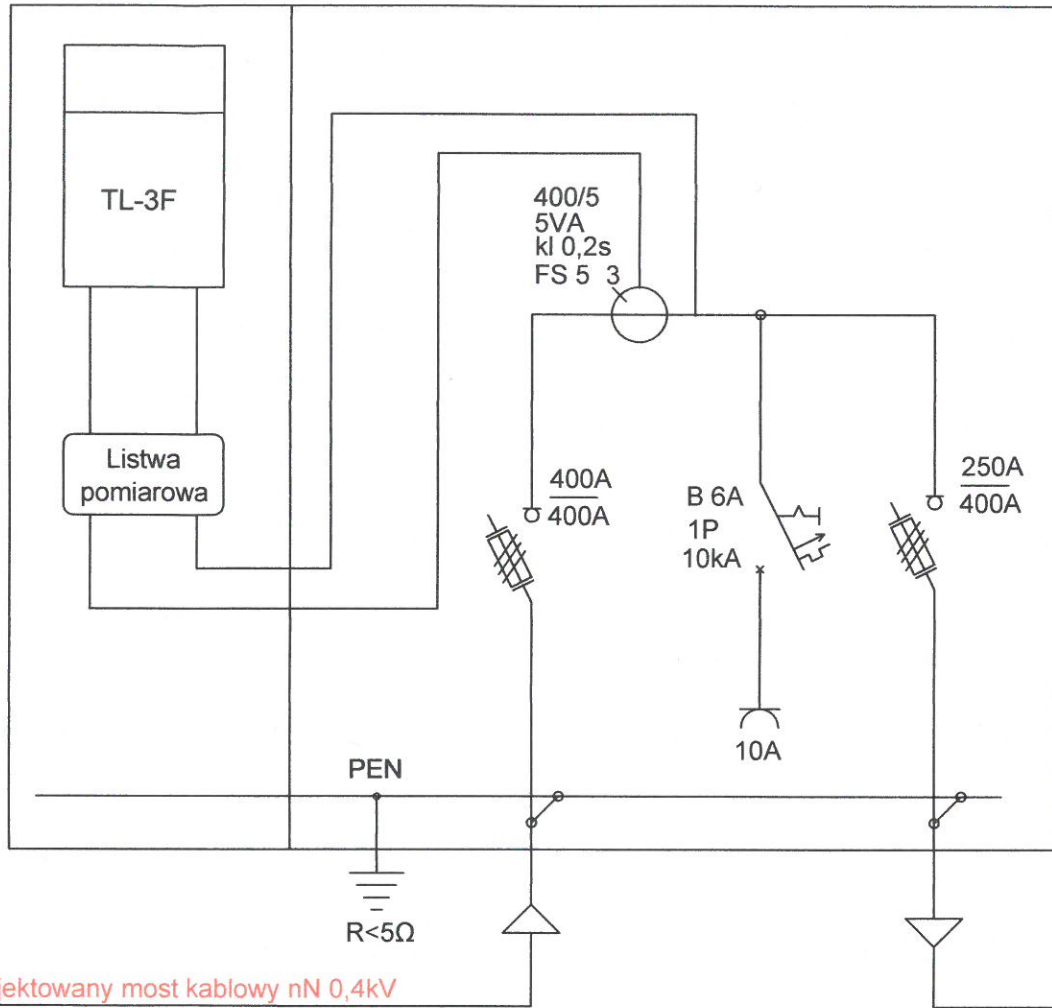 TL-3F
Listwa
pomiarowa
400/5
5VA
kl 0,2s
FS 5 3
400A
400A
B 6A
1P
10kA
250A
400A
10A
PEN
R<5Ω
jektowany most kablowy nN 0,4kV